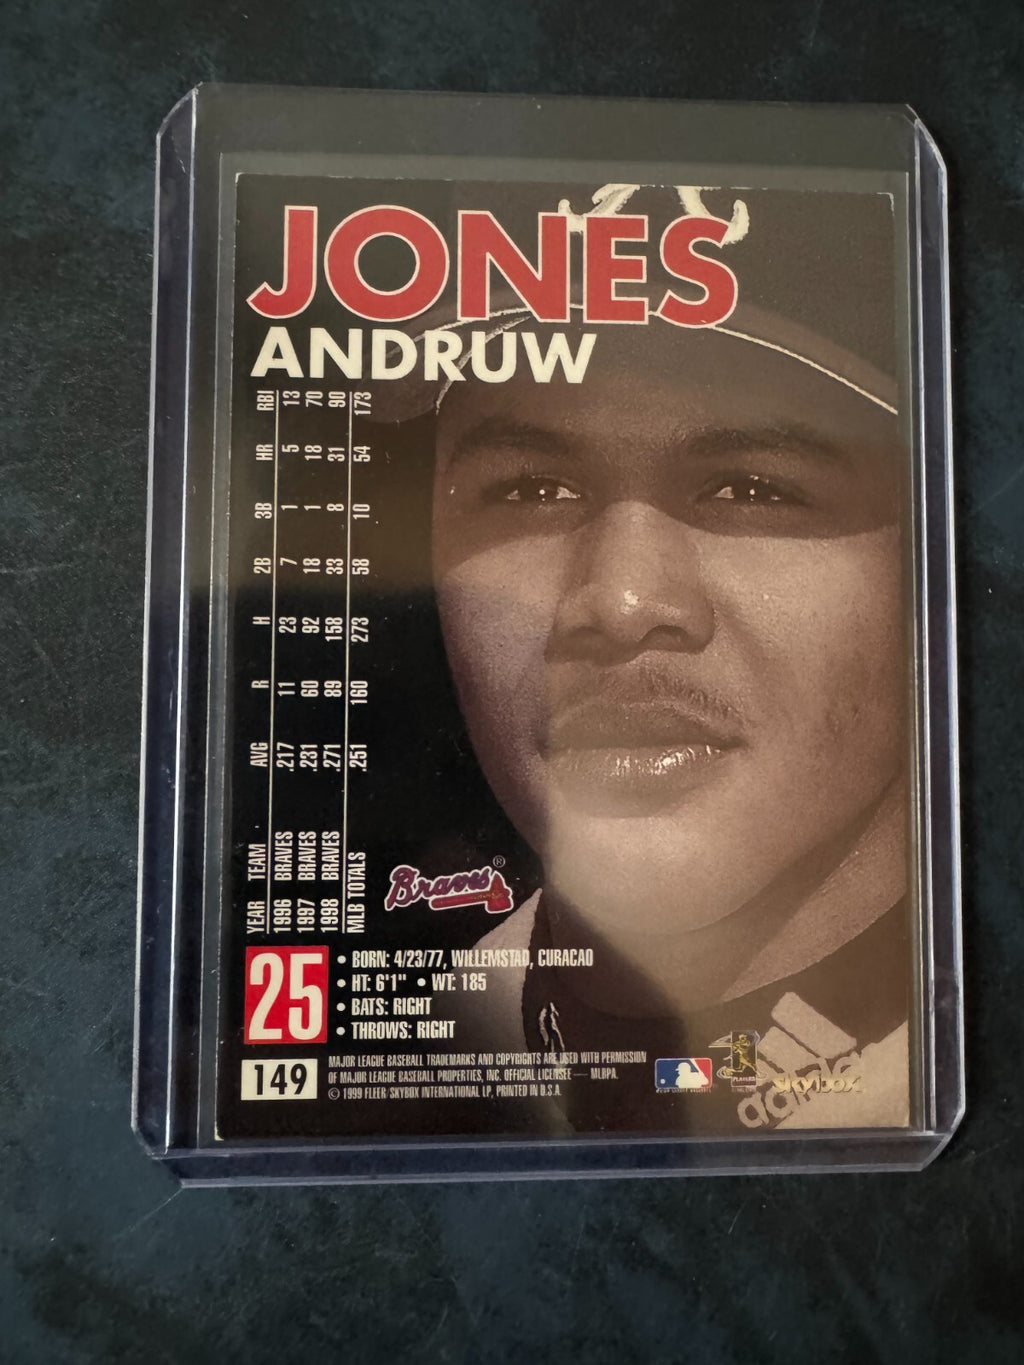 JONES
ANDRUW
YEAR TEAM AVG R H 2B 3B HR RBI
1996 BRAVES .217 11 23 7 1 5 13
1997 BRAVES .231 60 92 18 1 18 70
1998 BRAVES .271 89 158 33 8 31 90
MLB TOTALS .251 160 273 58 10 54 173
Braves®
25
• BORN: 4/23/77, WILLEMSTAD, CURACAO
• HT: 6'1" • WT: 185
• BATS: RIGHT
• THROWS: RIGHT
149
MAJOR LEAGUE BASEBALL TRADEMARKS AND COPYRIGHTS ARE USED WITH PERMISSION
OF MAJOR LEAGUE BASEBALL PROPERTIES, INC. OFFICIAL LICENSEE — MLBPA.
© 1999 FLEER/SKYBOX INTERNATIONAL LP, PRINTED IN U.S.A.
PLAYERS
SKYBOX
adidas